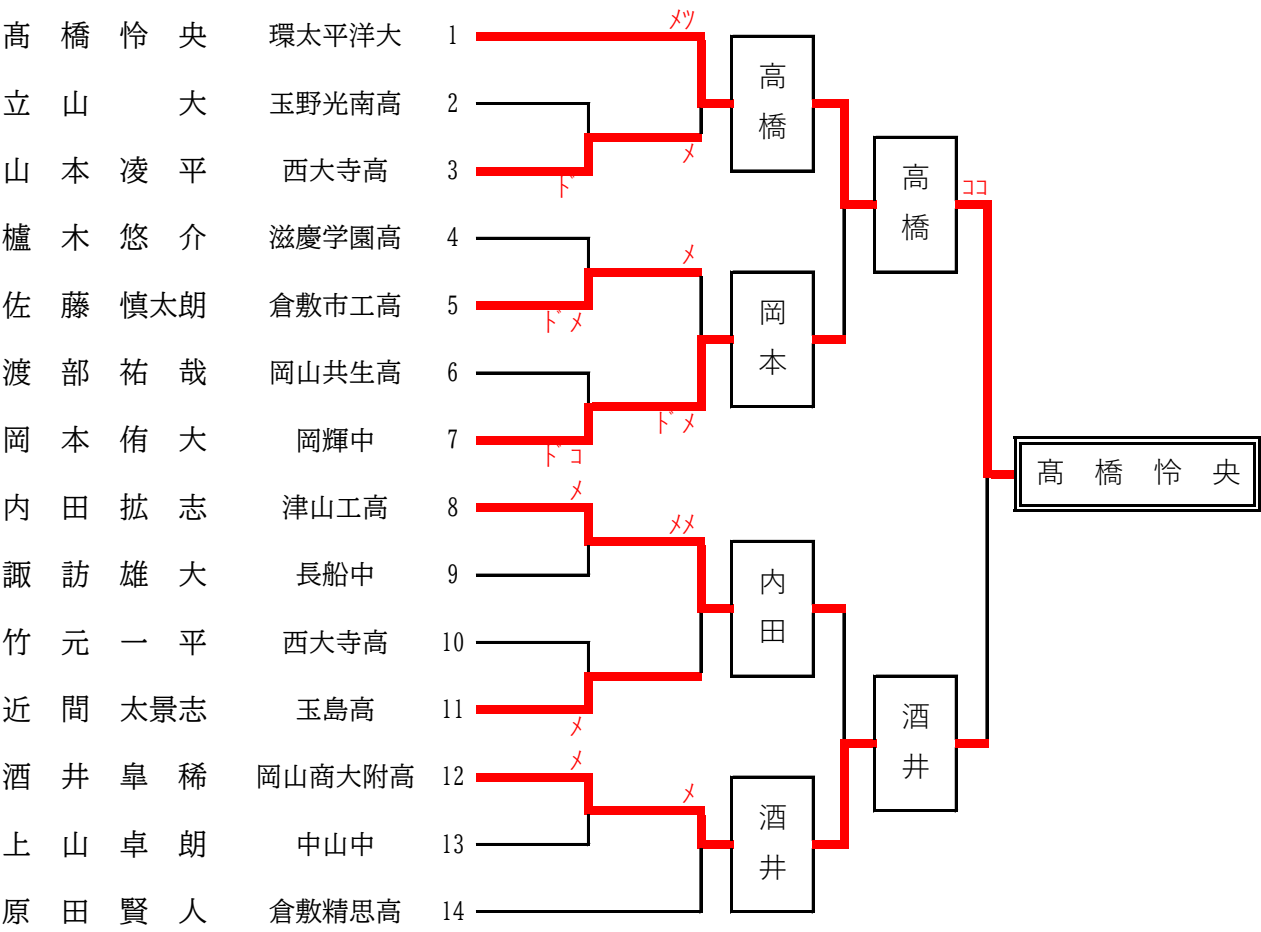 髙橋怜央 環太平洋大 1 メツ
立山大 玉野光南高 2
山本凌平 西大寺高 3 ド メ
櫨木悠介 滋慶学園高 4
佐藤慎太朗 倉敷市工高 5 ドメ メ
渡部祐哉 岡山共生高 6
岡本侑大 岡輝中 7 ドコ ドメ
内田拡志 津山工高 8 メ メメ
諏訪雄大 長船中 9
竹元一平 西大寺高 10
近間太景志 玉島高 11 メ
酒井皐稀 岡山商大附高 12 メ メ
上山卓朗 中山中 13
原田賢人 倉敷精思高 14
高橋
岡本
内田
酒井
高橋 ココ
酒井
髙橋怜央